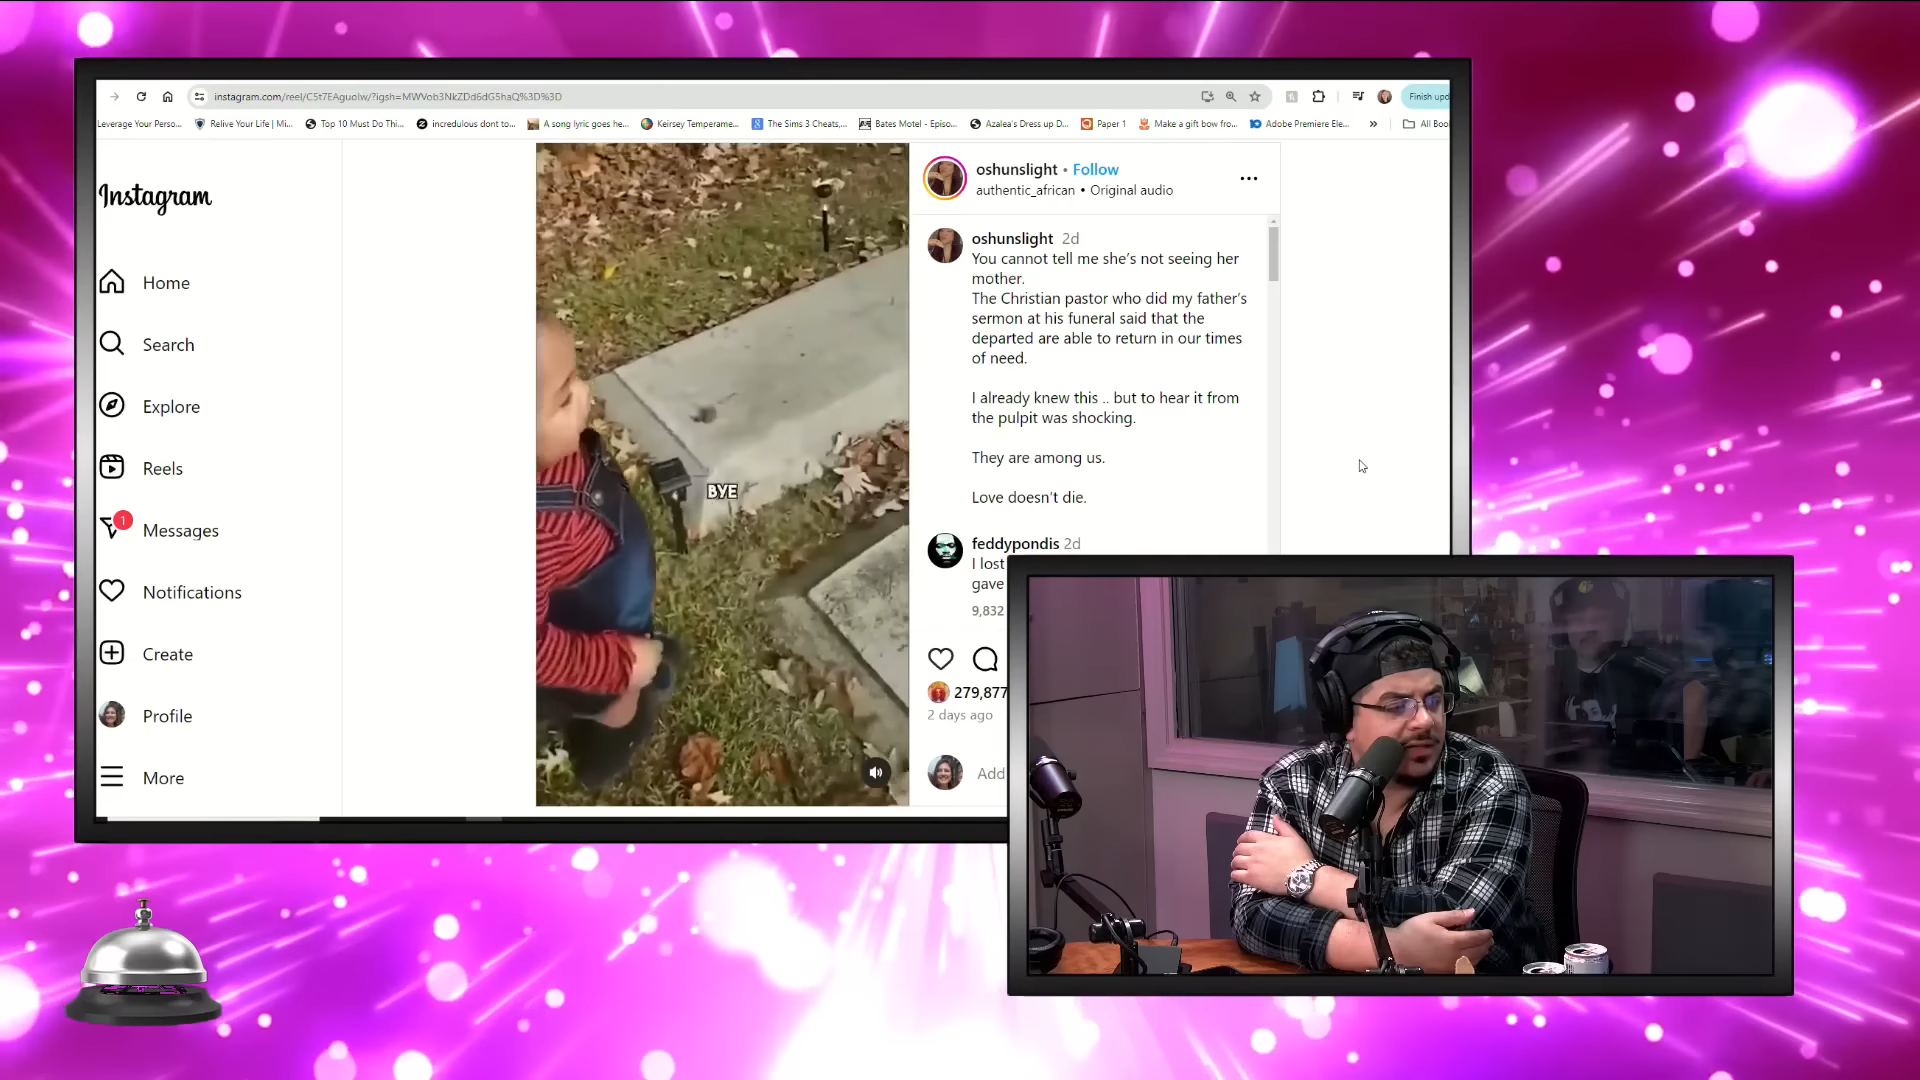 instagram.com/reel/C5t7EAguolw/?igsh=MWVob3NkZDd6dG5haQ%3D%3D
Finish upd
Leverage Your Perso...
Relive Your Life | Mi...
Top 10 Must Do Thi...
incredulous dont to...
A song lyric goes he...
Keirsey Temperame...
The Sims 3 Cheats,...
Bates Motel - Episo...
Azalea's Dress up D...
Paper 1
Make a gift bow fro...
Adobe Premiere Ele...
»
All Boo
Instagram
Home
Search
Explore
Reels
1
Messages
Notifications
Create
Profile
More
BYE
oshunslight • Follow
authentic_african • Original audio
oshunslight 2d
You cannot tell me she's not seeing her
mother.
The Christian pastor who did my father's
sermon at his funeral said that the
departed are able to return in our times
of need.
I already knew this .. but to hear it from
the pulpit was shocking.
They are among us.
Love doesn't die.
feddypondis 2d
I lost
gave
9,832
279,877
2 days ago
Add